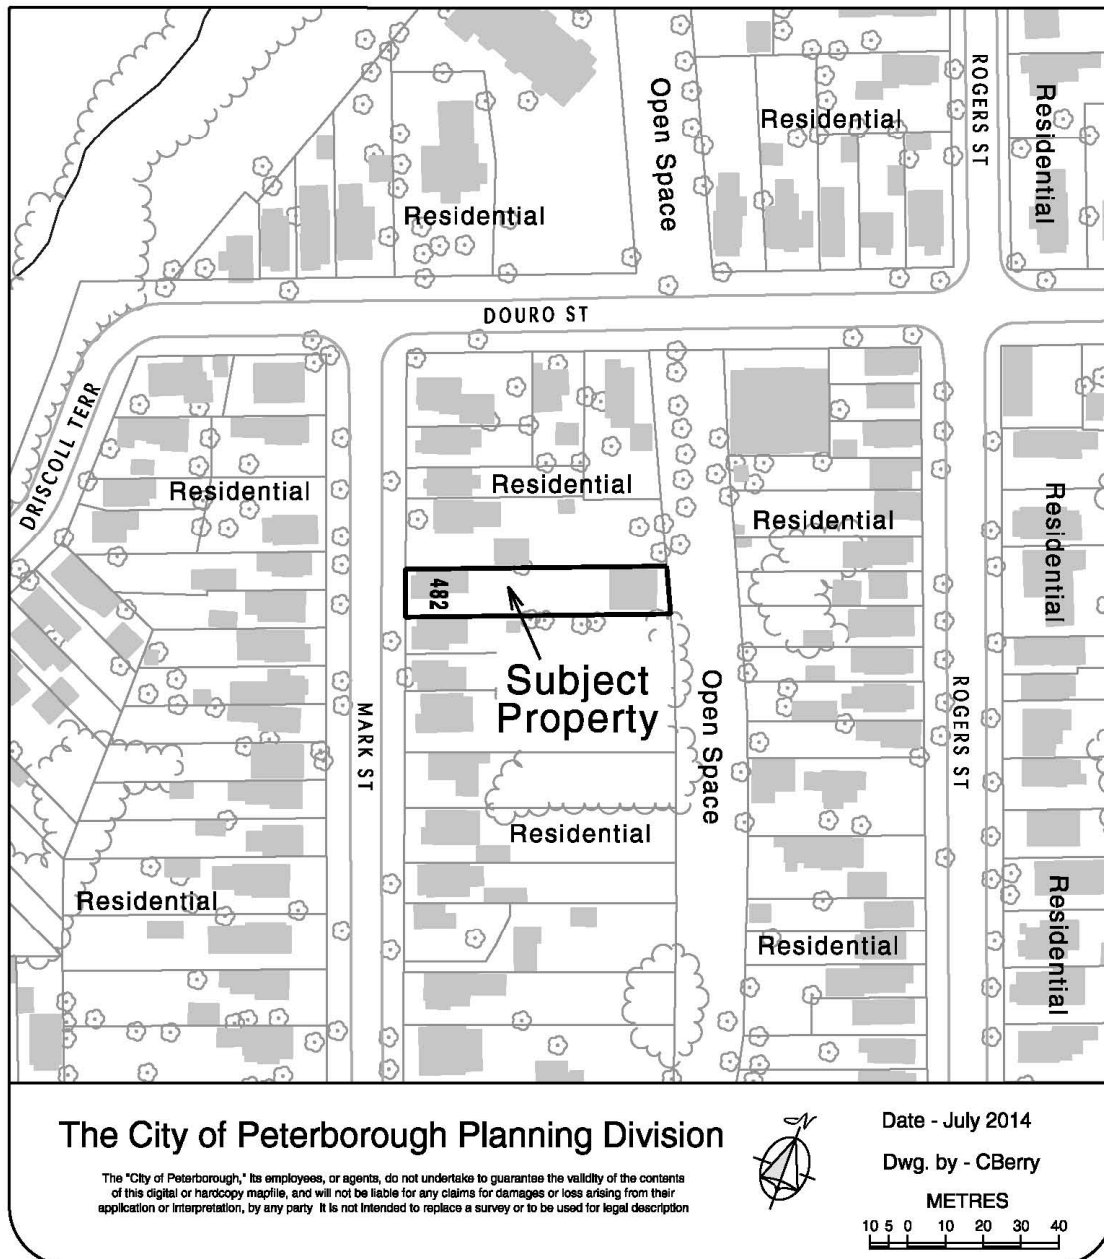 Open Space
Residential
ROGERS ST
Residential
Residential
DOURO ST
DRISCOLL TERR
Residential
Residential
Residential
Residential
482
Subject
Property
MARK ST
Open Space
ROGERS ST
Residential
Residential
Residential
Residential
The City of Peterborough Planning Division
The "City of Peterborough," its employees, or agents, do not undertake to guarantee the validity of the contents
of this digital or hardcopy mapfile, and will not be liable for any claims for damages or loss arising from their
application or interpretation, by any party It is not intended to replace a survey or to be used for legal description
N
Date - July 2014
Dwg. by - CBerry
METRES
10 5 0 10 20 30 40